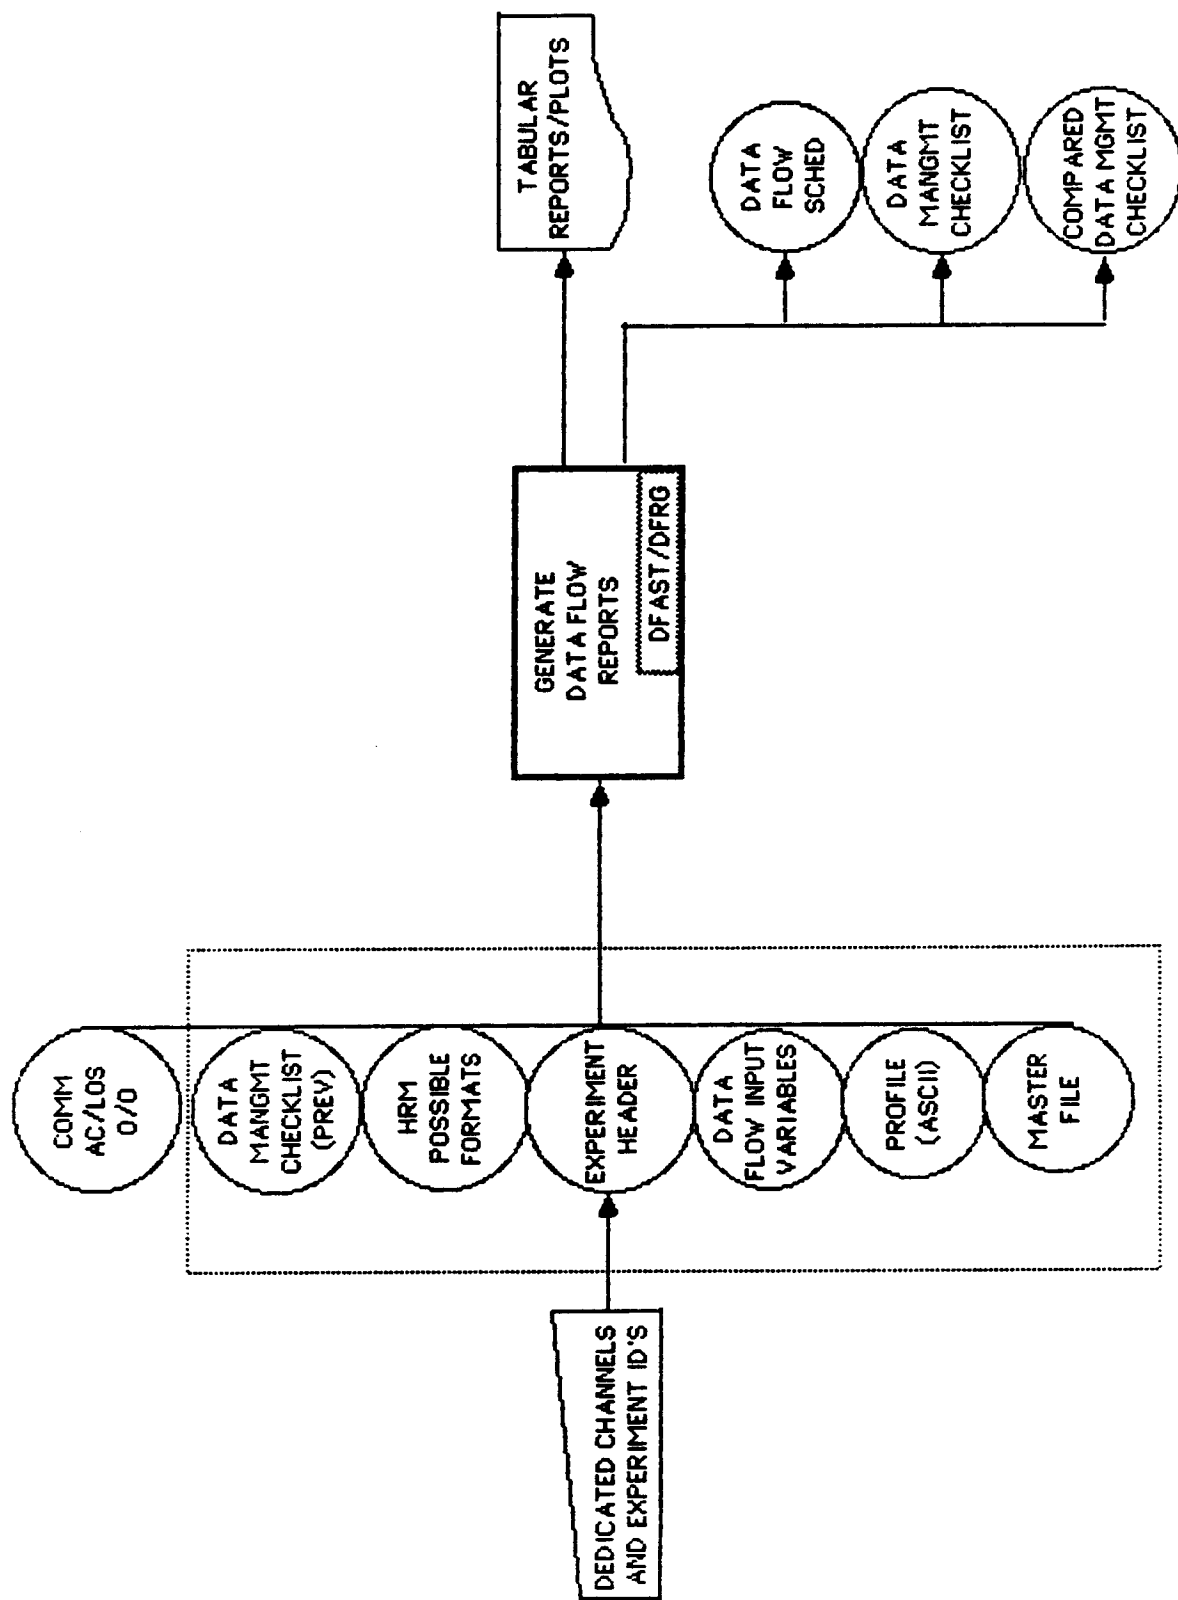 COMM
AC/LOS
O/O
DATA
MANGMT
CHECKLIST
(PREV)
HRM
POSSIBLE
FORMATS
EXPERIMENT
HEADER
DATA
FLOW INPUT
VARIABLES
PROFILE
(ASCII)
MASTER
FILE
DEDICATED CHANNELS
AND EXPERIMENT ID'S
GENERATE
DATA FLOW
REPORTS
DFAST/DFRG
TABULAR
REPORTS/PLOTS
DATA
FLOW
SCHED
DATA
MANGMT
CHECKLIST
COMPARED
DATA MGMT
CHECKLIST